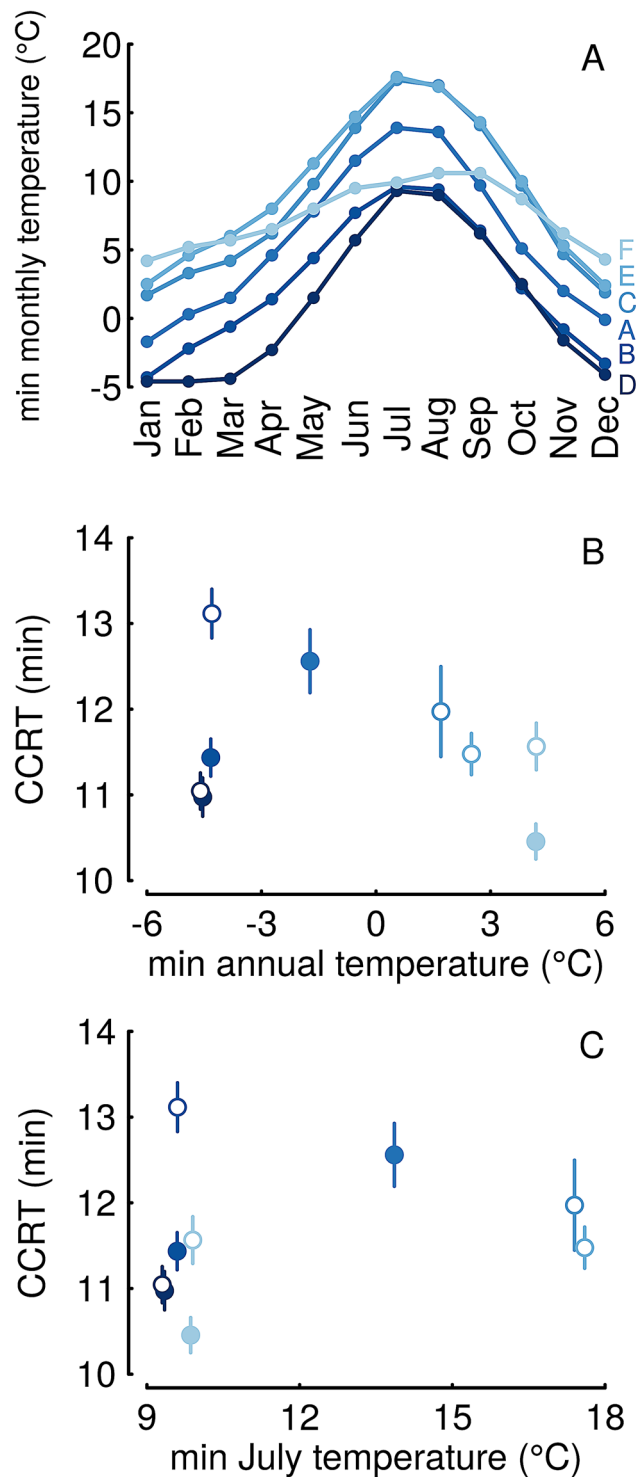 A
min monthly temperature (°C)
20
15
10
5
0
-5
F
E
C
A
B
D
Jan Feb Mar Apr May Jun Jul Aug Sep Oct Nov Dec
B
CCRT (min)
14
13
12
11
10
-6 -3 0 3 6
min annual temperature (°C)
C
CCRT (min)
14
13
12
11
10
9 12 15 18
min July temperature (°C)